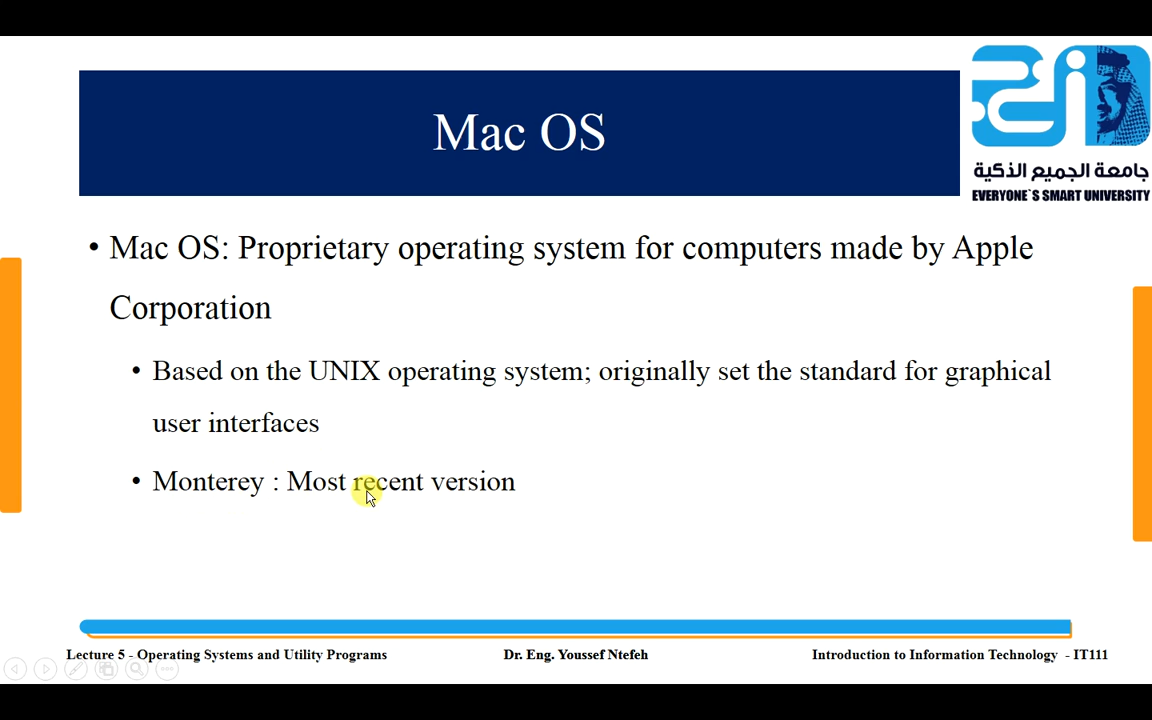 Mac OS
جامعة الجميع الذكية
EVERYONE`S SMART UNIVERSITY
• Mac OS: Proprietary operating system for computers made by Apple
Corporation
• Based on the UNIX operating system; originally set the standard for graphical
user interfaces
• Monterey : Most recent version
Lecture 5 - Operating Systems and Utility Programs
Dr. Eng. Youssef Ntefeh
Introduction to Information Technology - IT111